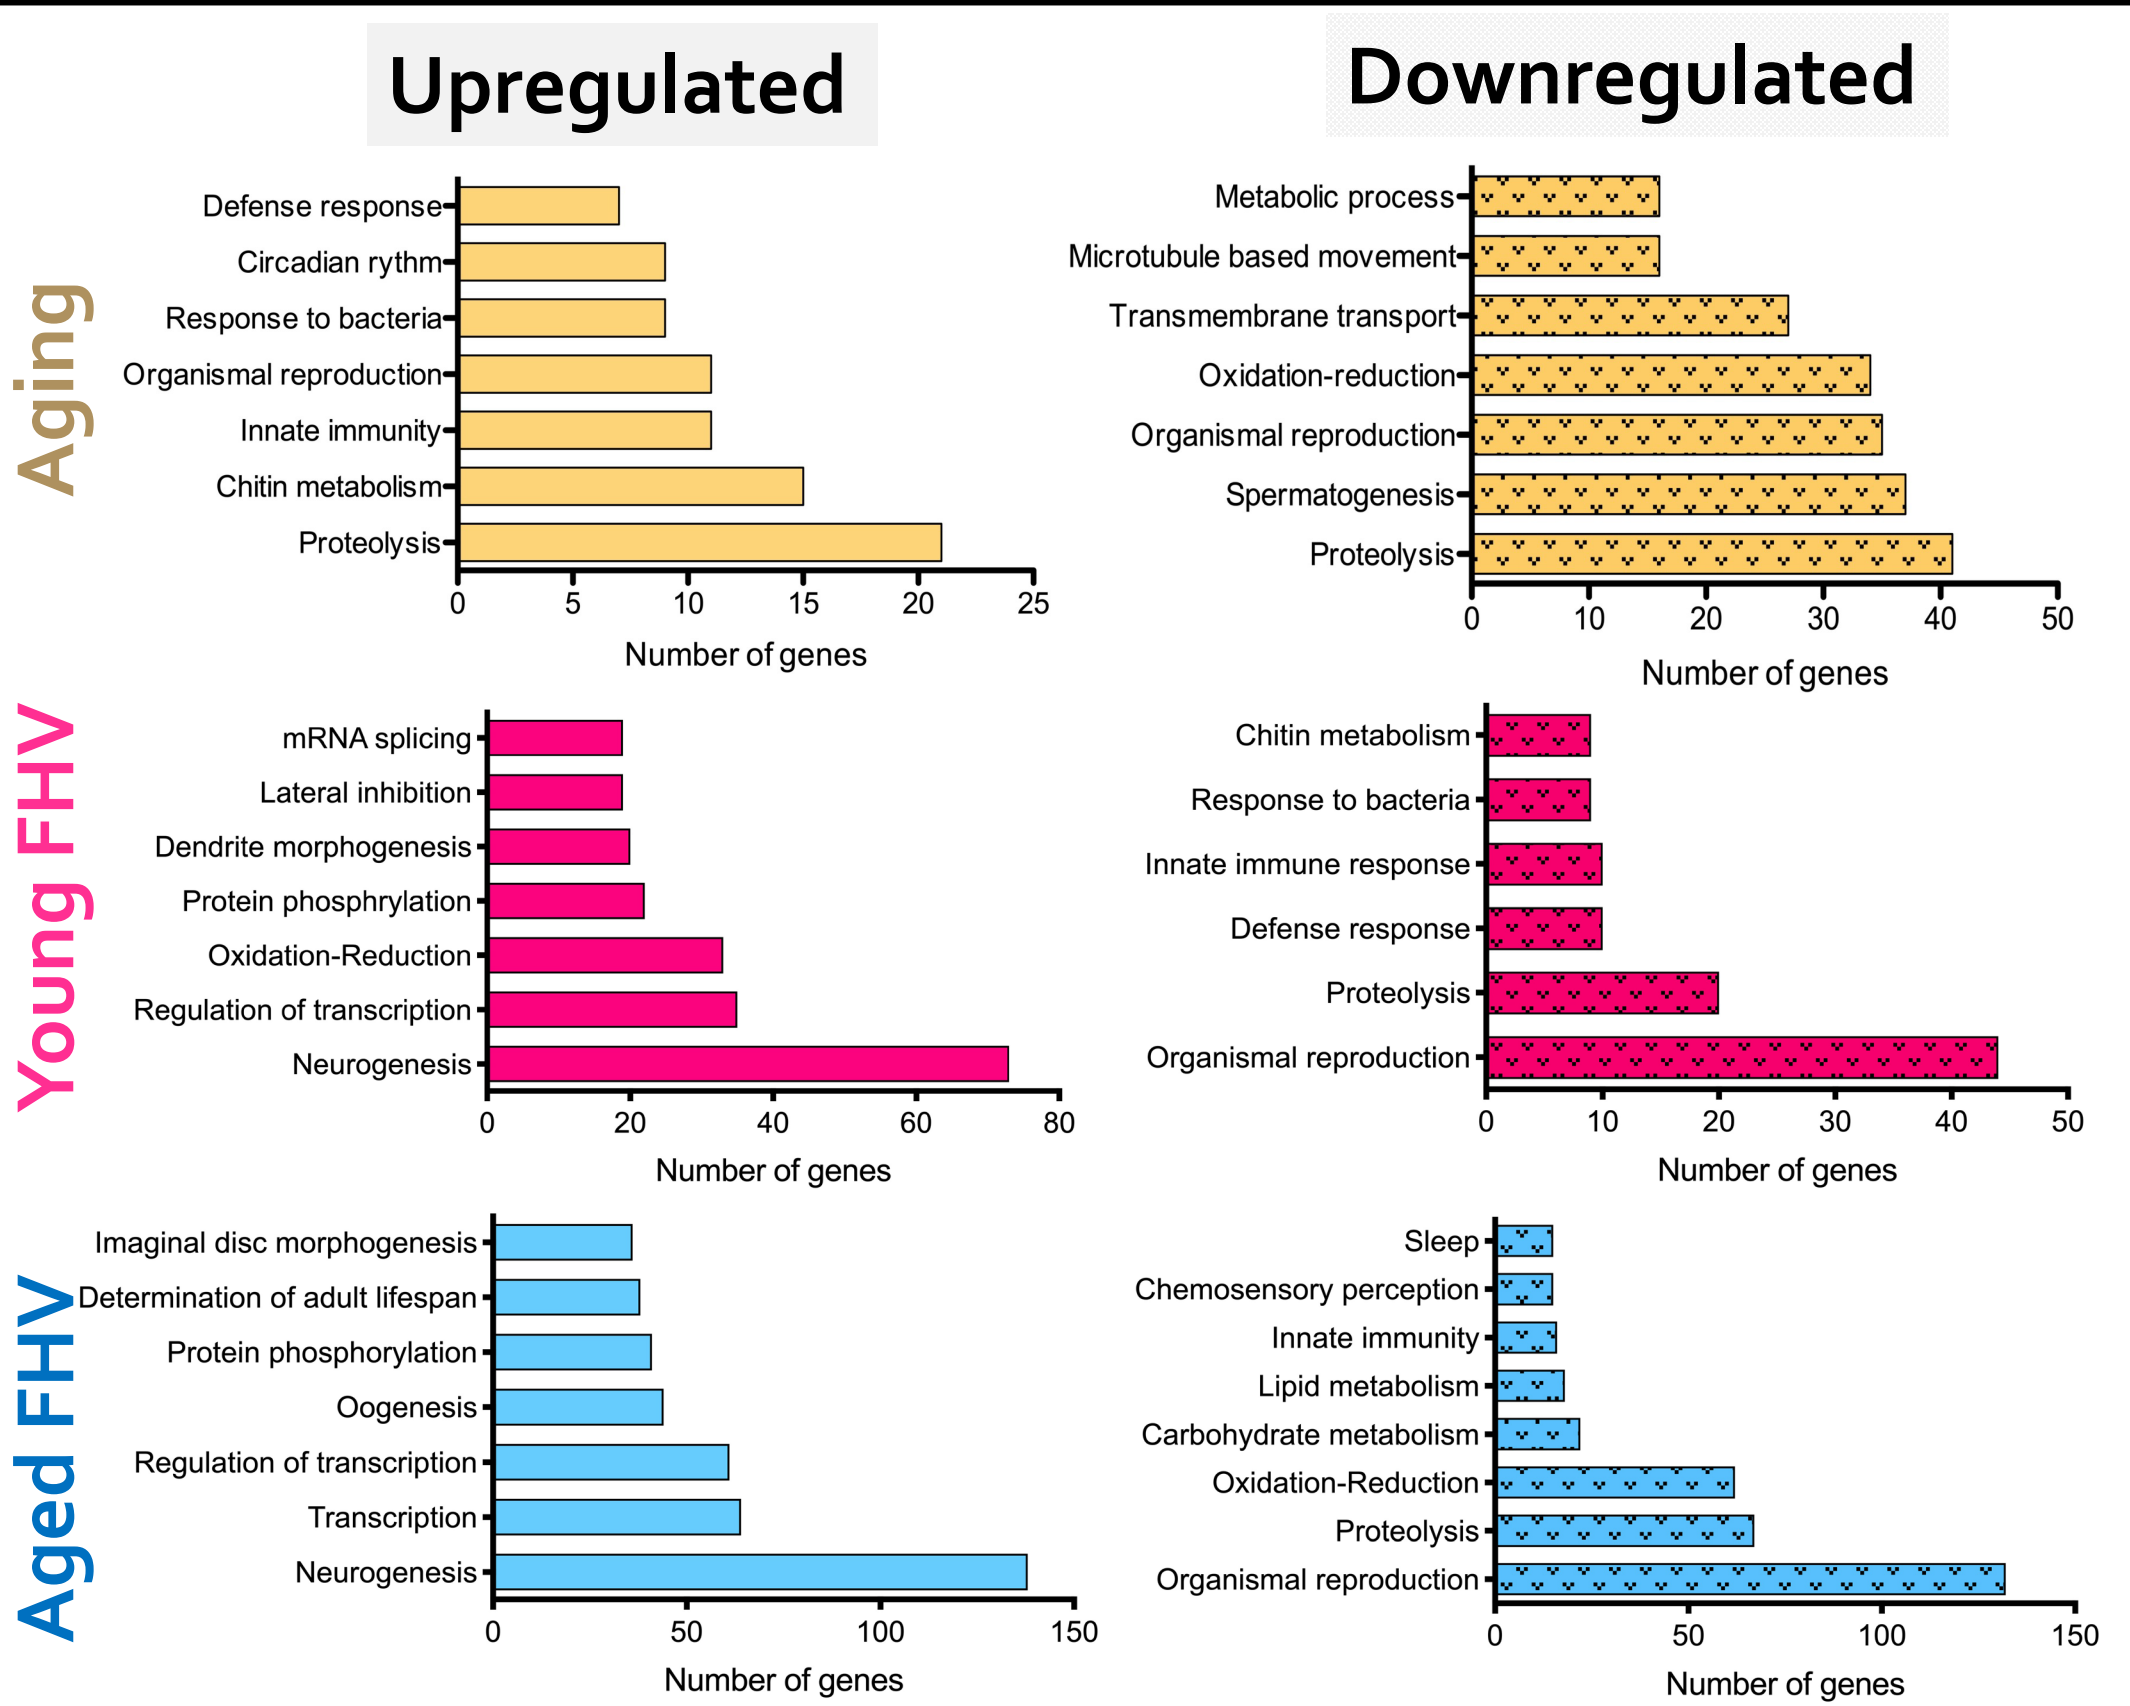 Upregulated
Downregulated
Aging
Defense response
Circadian rythm
Response to bacteria
Organismal reproduction
Innate immunity
Chitin metabolism
Proteolysis
0 5 10 15 20 25
Number of genes
Metabolic process
Microtubule based movement
Transmembrane transport
Oxidation-reduction
Organismal reproduction
Spermatogenesis
Proteolysis
0 10 20 30 40 50
Number of genes
Young FHV
mRNA splicing
Lateral inhibition
Dendrite morphogenesis
Protein phosphrylation
Oxidation-Reduction
Regulation of transcription
Neurogenesis
0 20 40 60 80
Number of genes
Chitin metabolism
Response to bacteria
Innate immune response
Defense response
Proteolysis
Organismal reproduction
0 10 20 30 40 50
Number of genes
Aged FHV
Imaginal disc morphogenesis
Determination of adult lifespan
Protein phosphorylation
Oogenesis
Regulation of transcription
Transcription
Neurogenesis
0 50 100 150
Number of genes
Sleep
Chemosensory perception
Innate immunity
Lipid metabolism
Carbohydrate metabolism
Oxidation-Reduction
Proteolysis
Organismal reproduction
0 50 100 150
Number of genes